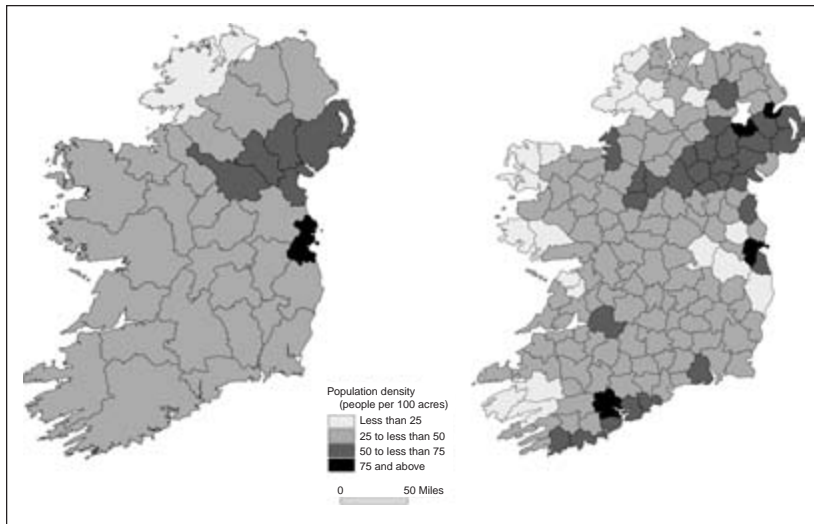 Population density
(people per 100 acres)
Less than 25
25 to less than 50
50 to less than 75
75 and above
0 50 Miles